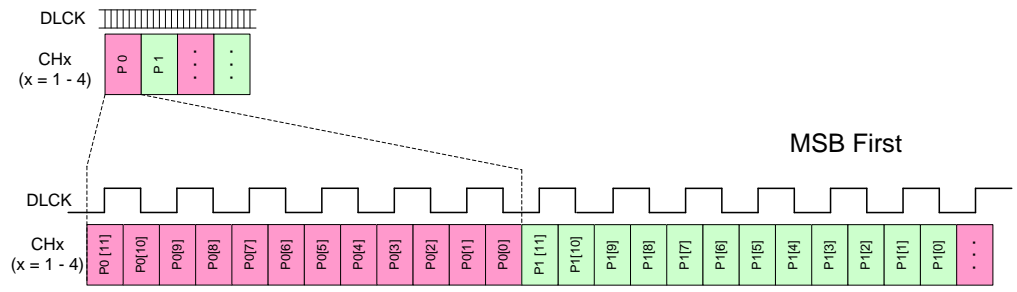 DLCK
CHx
(x = 1 - 4)
P 0
P 1
. . .
. . .
MSB First
DLCK
CHx
(x = 1 - 4)
P0 [11]
P0[10]
P0[9]
P0[8]
P0[7]
P0[6]
P0[5]
P0[4]
P0[3]
P0[2]
P0[1]
P0[0]
P1 [11]
P1[10]
P1[9]
P1[8]
P1[7]
P1[6]
P1[5]
P1[4]
P1[3]
P1[2]
P1[1]
P1[0]
. . .